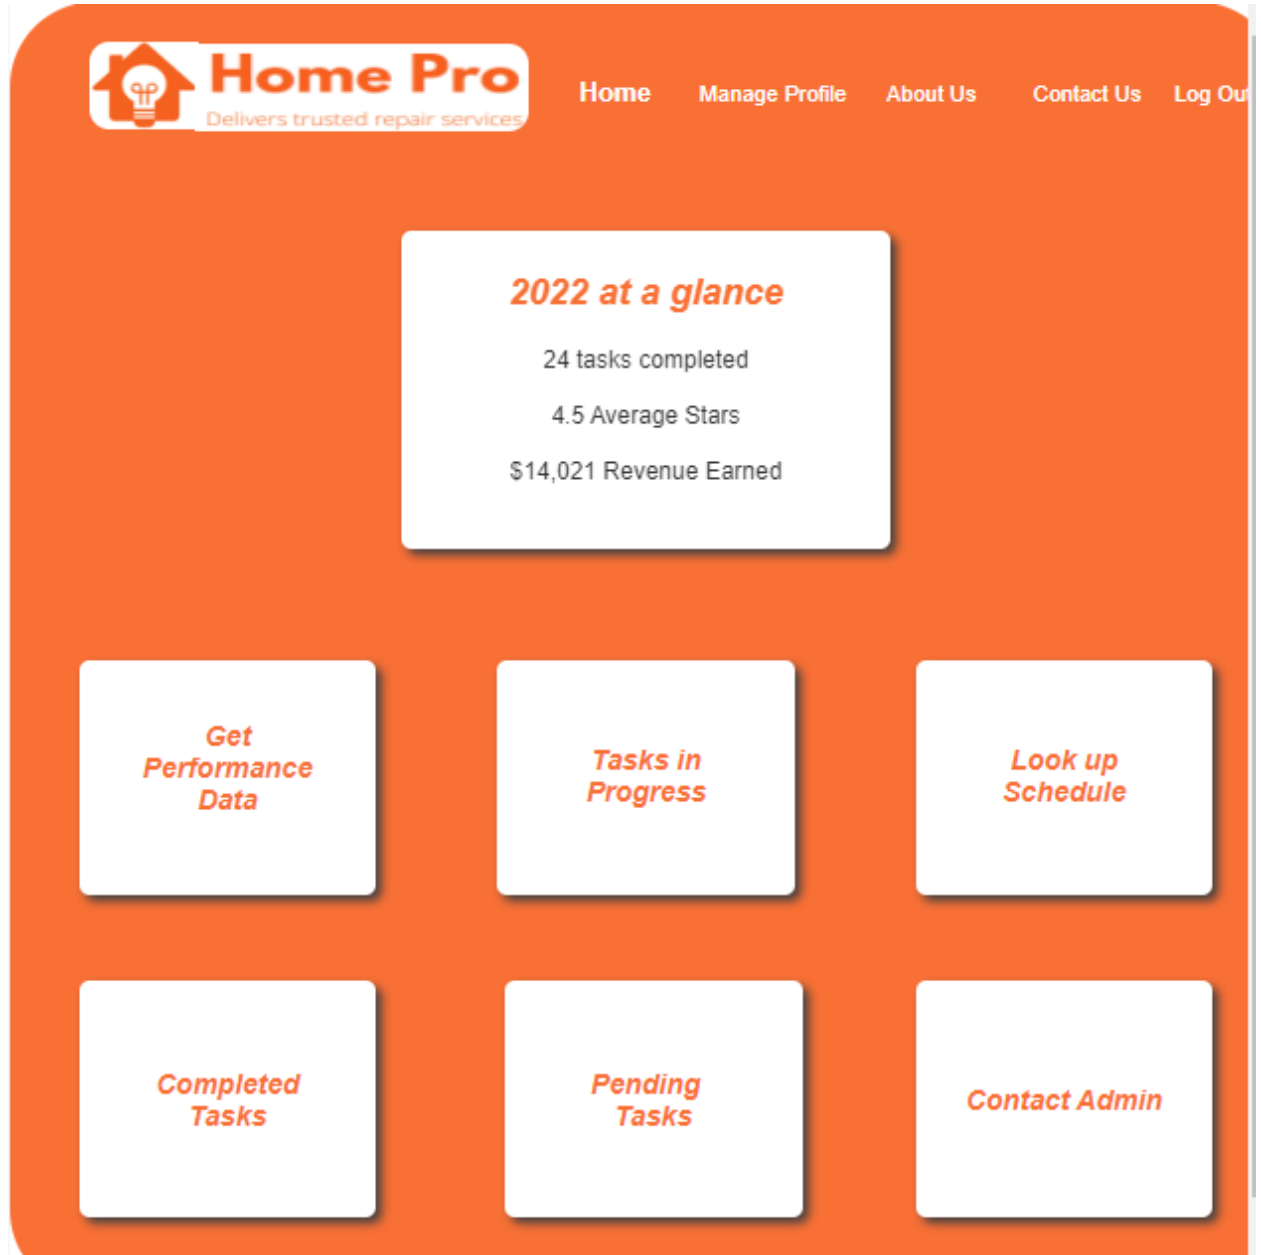 Home Pro
Delivers trusted repair services
Home Manage Profile About Us Contact Us Log Out
2022 at a glance
24 tasks completed
4.5 Average Stars
$14,021 Revenue Earned
Get
Performance
Data
Tasks in
Progress
Look up
Schedule
Completed
Tasks
Pending
Tasks
Contact Admin